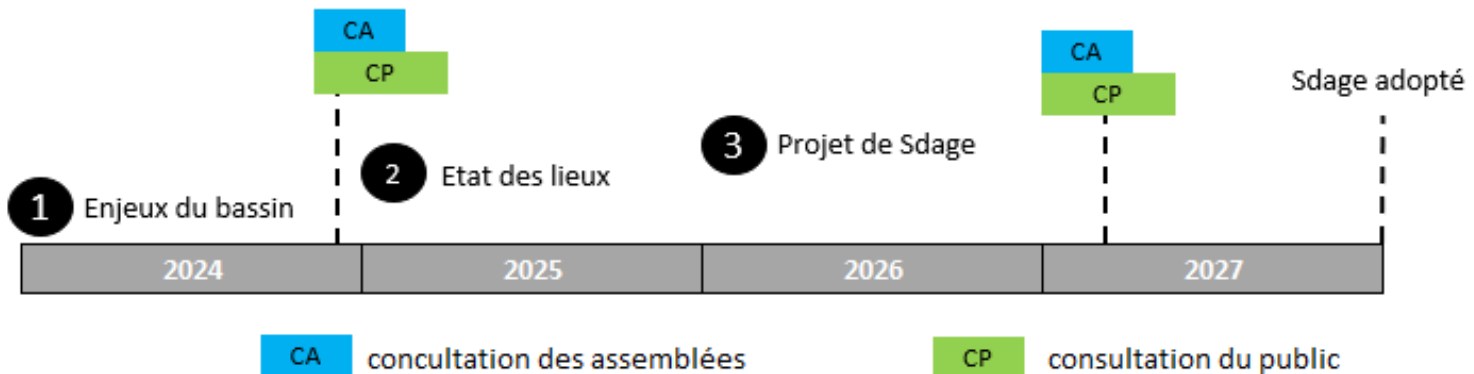 CA
CP
CA
CP
Sdage adopté
3 Projet de Sdage
2 Etat des lieux
1 Enjeux du bassin
2024 2025 2026 2027
CA concultation des assemblées CP consultation du public